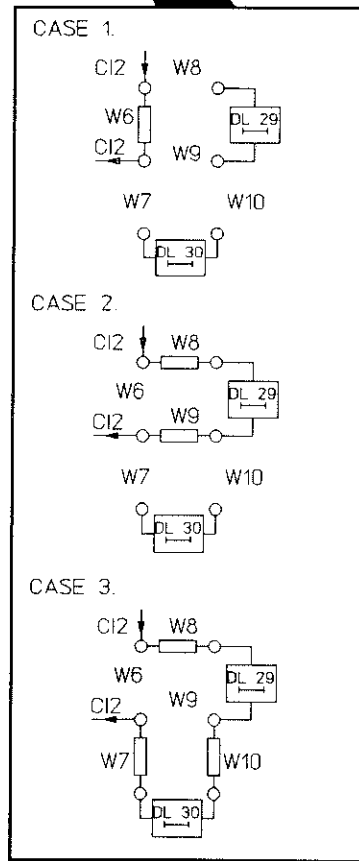 CASE 1.
CI2 W8
W6 DL 29
CI2 W9
W7 W10
DL 30
CASE 2.
CI2 W8
W6 DL 29
CI2 W9
W7 W10
DL 30
CASE 3.
CI2 W8
W6 DL 29
CI2 W9
W7 W10
DL 30